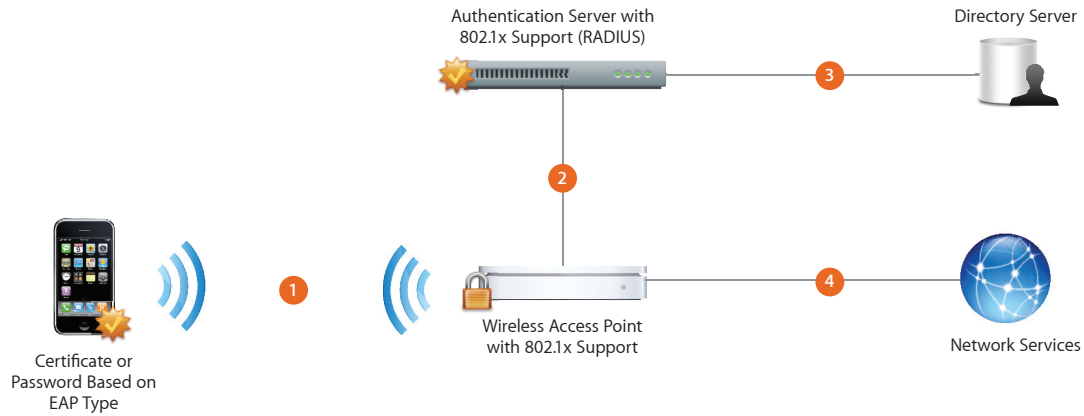 Authentication Server with
802.1x Support (RADIUS)
Directory Server
3
2
1
4
Wireless Access Point
with 802.1x Support
Network Services
Certificate or
Password Based on
EAP Type